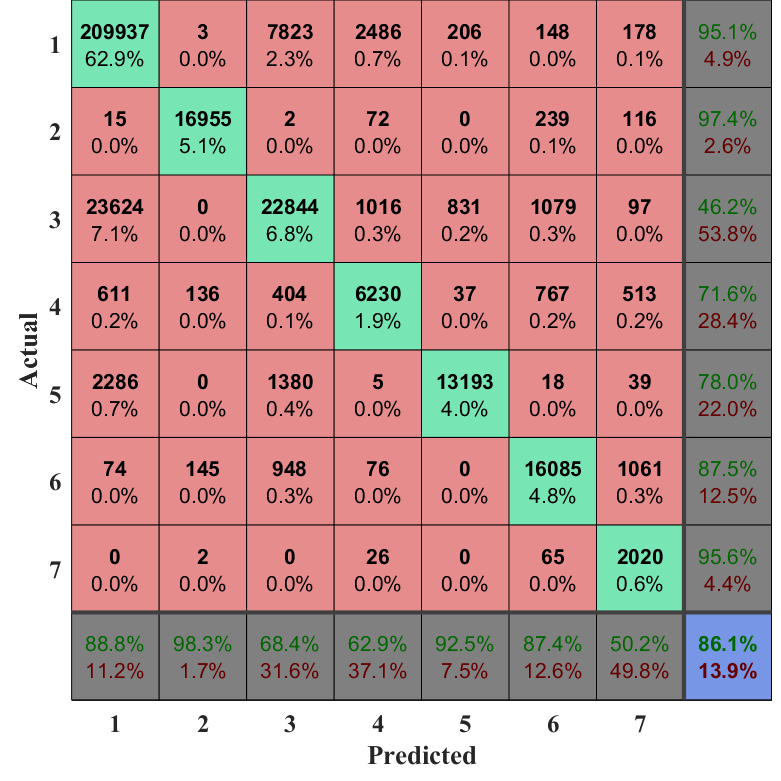 209937 3 7823 2486 206 148 178 95.1%
1
62.9% 0.0% 2.3% 0.7% 0.1% 0.0% 0.1% 4.9%
15 16955 2 72 0 239 116 97.4%
2
0.0% 5.1% 0.0% 0.0% 0.0% 0.1% 0.0% 2.6%
23624 0 22844 1016 831 1079 97 46.2%
3
7.1% 0.0% 6.8% 0.3% 0.2% 0.3% 0.0% 53.8%
611 136 404 6230 37 767 513 71.6%
4
0.2% 0.0% 0.1% 1.9% 0.0% 0.2% 0.2% 28.4%
Actual
2286 0 1380 5 13193 18 39 78.0%
5
0.7% 0.0% 0.4% 0.0% 4.0% 0.0% 0.0% 22.0%
74 145 948 76 0 16085 1061 87.5%
6
0.0% 0.0% 0.3% 0.0% 0.0% 4.8% 0.3% 12.5%
0 2 0 26 0 65 2020 95.6%
7
0.0% 0.0% 0.0% 0.0% 0.0% 0.0% 0.6% 4.4%
88.8% 98.3% 68.4% 62.9% 92.5% 87.4% 50.2% 86.1%
11.2% 1.7% 31.6% 37.1% 7.5% 12.6% 49.8% 13.9%
1 2 3 4 5 6 7
Predicted